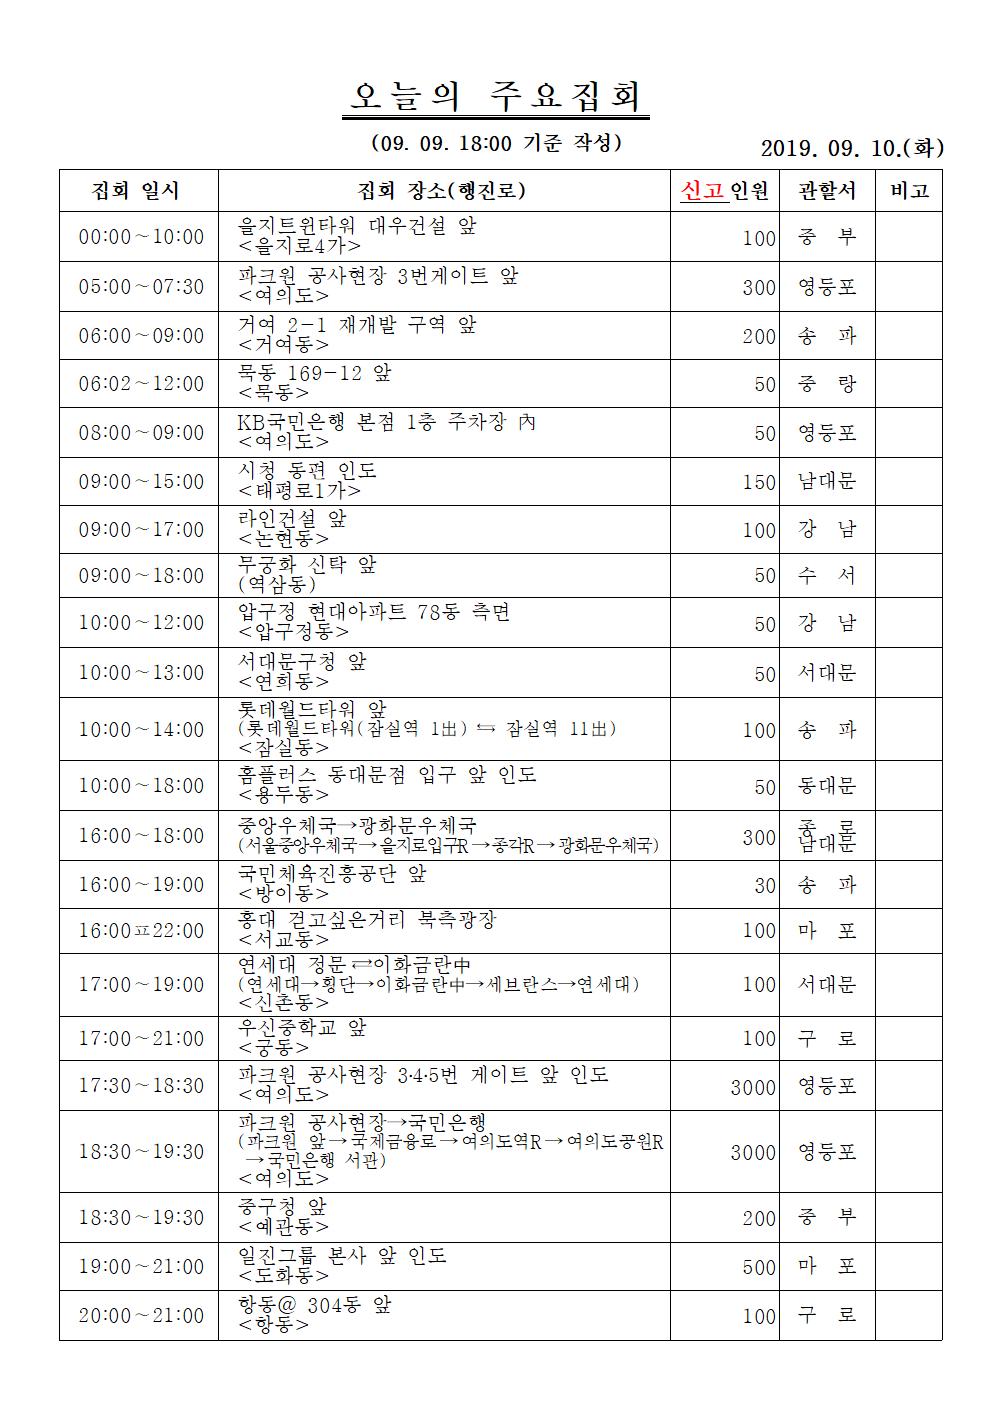 오늘의 주요집회
(09. 09. 18:00 기준 작성)
2019. 09. 10.(화)
집회 일시 집회 장소(행진로) 신고인원 관할서 비고
00:00~10:00 을지트윈타워 대우건설 앞 100 중 부
<을지로4가>
05:00~07:30 파크원 공사현장 3번게이트 앞 300 영등포
<여의도>
06:00~09:00 거여 2-1 재개발 구역 앞 200 송 파
<거여동>
06:02~12:00 묵동 169-12 앞 50 중 랑
<묵동>
08:00~09:00 KB국민은행 본점 1층 주차장 內 50 영등포
<여의도>
09:00~15:00 시청 동편 인도 150 남대문
<태평로1가>
09:00~17:00 라인건설 앞 100 강 남
<논현동>
09:00~18:00 무궁화 신탁 앞 50 수 서
(역삼동)
10:00~12:00 압구정 현대아파트 78동 측면 50 강 남
<압구정동>
10:00~13:00 서대문구청 앞 50 서대문
<연희동>
10:00~14:00 롯데월드타워 앞 100 송 파
(롯데월드타워(잠실역 1出) ⇆ 잠실역 11出)
<잠실동>
10:00~18:00 홈플러스 동대문점 입구 앞 인도 50 동대문
<용두동>
16:00~18:00 중앙우체국→광화문우체국 300 종 로
(서울중앙우체국→을지로입구R→종각R→광화문우체국) 남대문
16:00~19:00 국민체육진흥공단 앞 30 송 파
<방이동>
16:00ㅍ22:00 홍대 걷고싶은거리 북측광장 100 마 포
<서교동>
17:00~19:00 연세대 정문⇄이화금란中 100 서대문
(연세대→횡단→이화금란中→세브란스→연세대)
<신촌동>
17:00~21:00 우신중학교 앞 100 구 로
<궁동>
17:30~18:30 파크원 공사현장 3·4·5번 게이트 앞 인도 3000 영등포
<여의도>
18:30~19:30 파크원 공사현장→국민은행 3000 영등포
(파크원 앞→국제금융로→여의도역R→여의도공원R
→국민은행 서관)
<여의도>
18:30~19:30 중구청 앞 200 중 부
<예관동>
19:00~21:00 일진그룹 본사 앞 인도 500 마 포
<도화동>
20:00~21:00 항동@ 304동 앞 100 구 로
<항동>